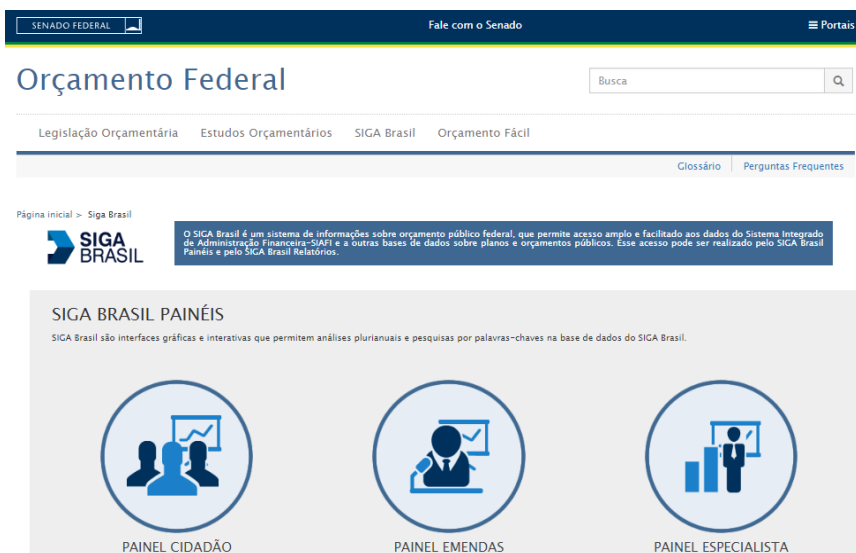 SENADO FEDERAL
Fale com o Senado
Portais
Orçamento Federal
Busca
Legislação Orçamentária Estudos Orçamentários SIGA Brasil Orçamento Fácil
Glossário Perguntas Frequentes
Página inicial > Siga Brasil
SIGA
BRASIL
O SIGA Brasil é um sistema de informações sobre orçamento público federal, que permite acesso amplo e facilitado aos dados do Sistema Integrado
de Administração Financeira-SIAFI e a outras bases de dados sobre planos e orçamentos públicos. Esse acesso pode ser realizado pelo SIGA Brasil
Painéis e pelo SIGA Brasil Relatórios.
SIGA BRASIL PAINÉIS
SIGA Brasil são interfaces gráficas e interativas que permitem análises plurianuais e pesquisas por palavras-chaves na base de dados do SIGA Brasil.
PAINEL CIDADÃO
PAINEL EMENDAS
PAINEL ESPECIALISTA